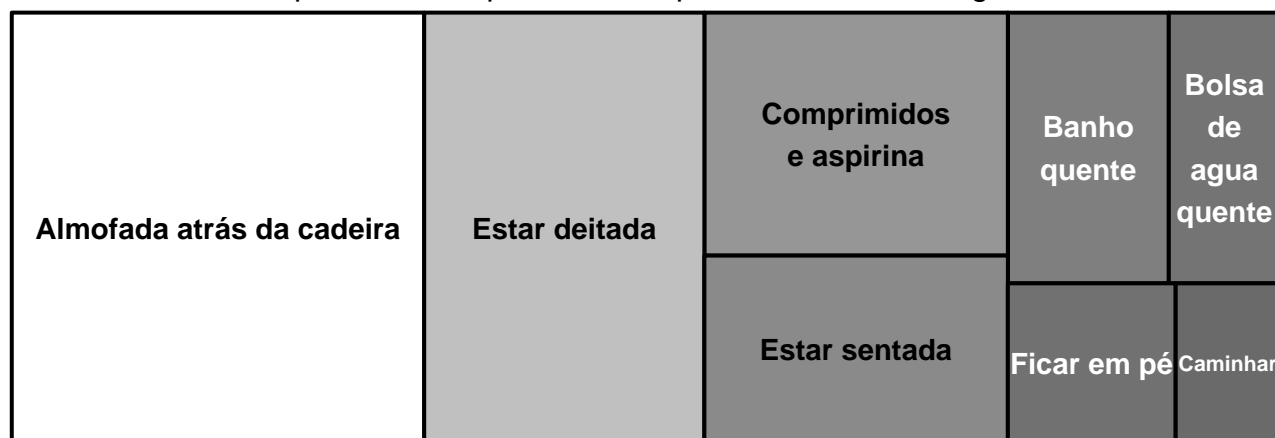 Almofada atrás da cadeira
Estar deitada
Comprimidos
e aspirina
Estar sentada
Banho
quente
Bolsa
de
agua
quente
Ficar em pé
Caminhar